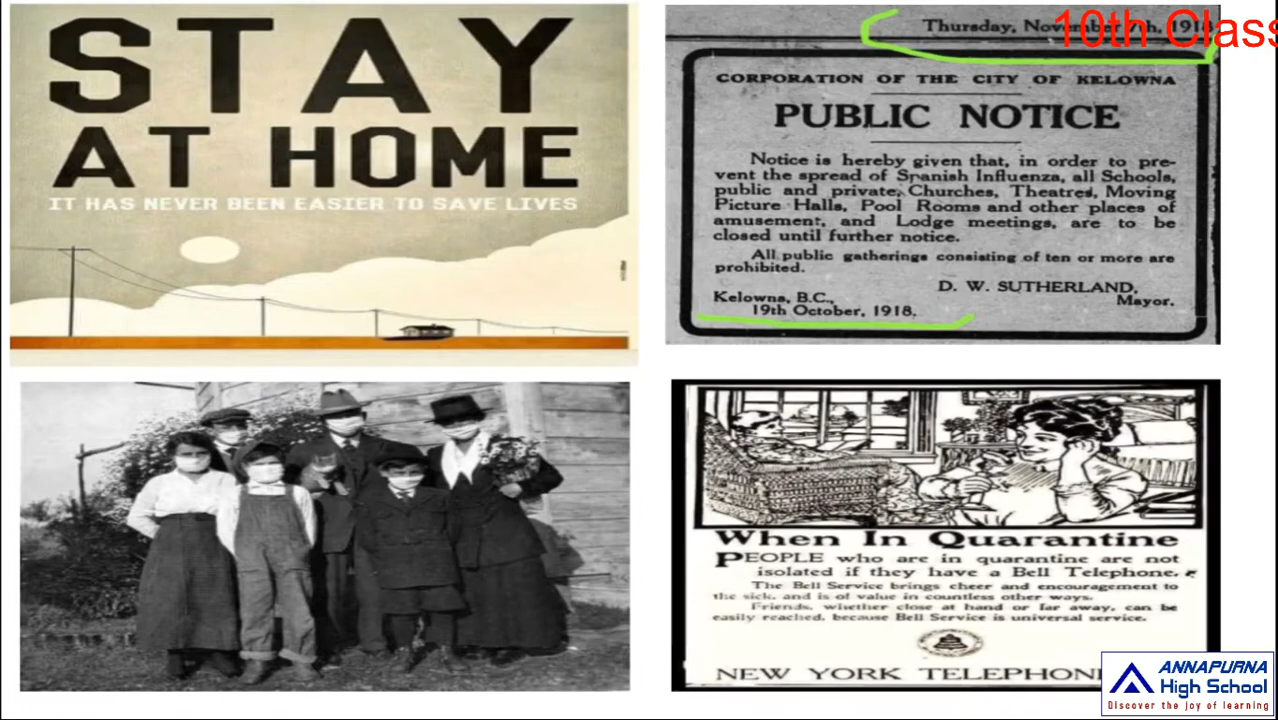 STAY
AT HOME
IT HAS NEVER BEEN EASIER TO SAVE LIVES
Thursday, November 7th, 191
10th Class
CORPORATION OF THE CITY OF KELOWNA
PUBLIC NOTICE
Notice is hereby given that, in order to pre-
vent the spread of Spanish Influenza, all Schools,
public and private, Churches, Theatres, Moving
Picture Halls, Pool Rooms and other places of
amusement, and Lodge meetings, are to be
closed until further notice.
All public gatherings consisting of ten or more are
prohibited.
D. W. SUTHERLAND,
Mayor.
Kelowna, B.C.,
19th October, 1918.
When In Quarantine
PEOPLE who are in quarantine are not
isolated if they have a Bell Telephone.
The Bell Service brings cheer and encouragement to
the sick, and is of value in countless other ways.
Friends, whether close at hand or far away, can be
easily reached, because Bell Service is universal service.
NEW YORK TELEPHON
ANNAPURNA
High School
Discover the joy of learning